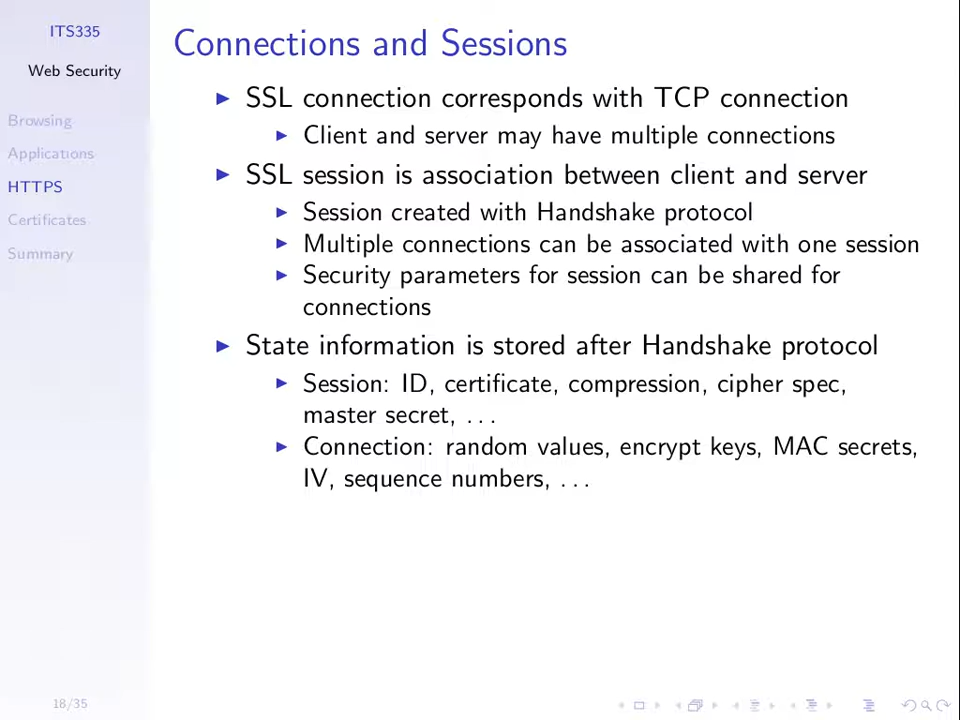 ITS335
Web Security
Browsing
Applications
HTTPS
Certificates
Summary
Connections and Sessions
SSL connection corresponds with TCP connection
Client and server may have multiple connections
SSL session is association between client and server
Session created with Handshake protocol
Multiple connections can be associated with one session
Security parameters for session can be shared for
connections
State information is stored after Handshake protocol
Session: ID, certificate, compression, cipher spec,
master secret, ...
Connection: random values, encrypt keys, MAC secrets,
IV, sequence numbers, ...
18/35